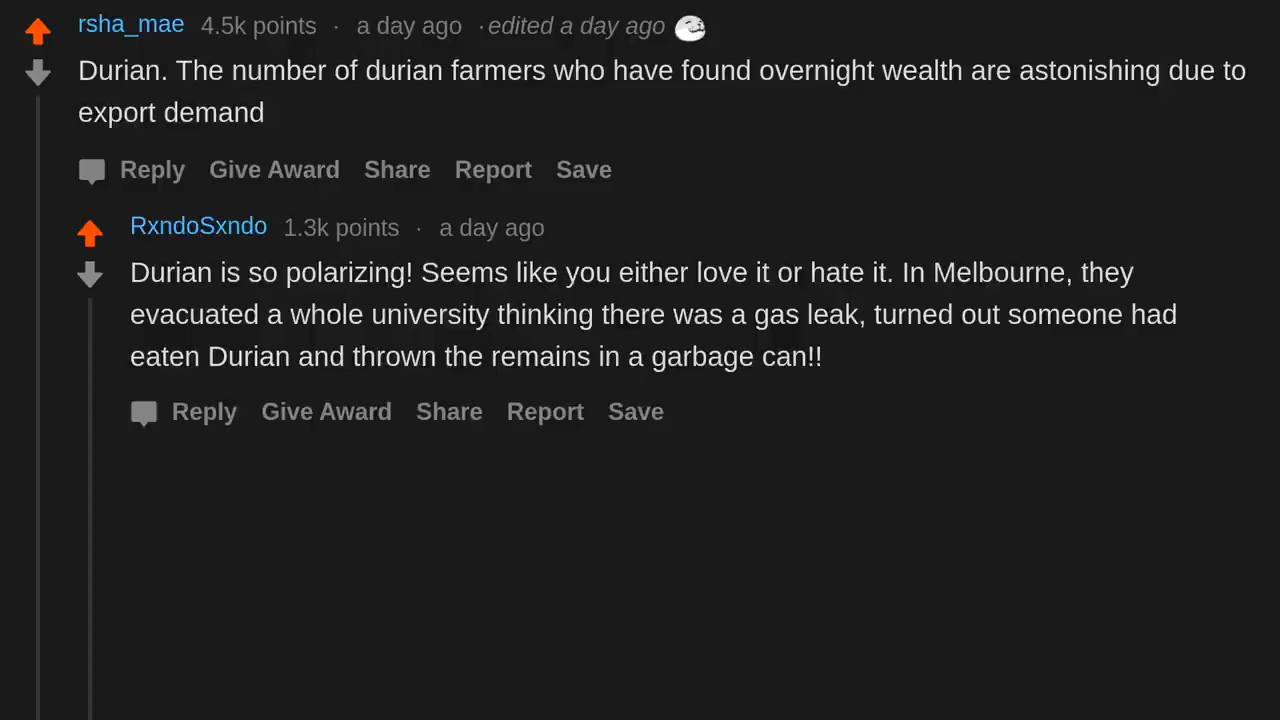 rsha_mae 4.5k points · a day ago · edited a day ago
Durian. The number of durian farmers who have found overnight wealth are astonishing due to
export demand
Reply Give Award Share Report Save
RxndoSxndo 1.3k points · a day ago
Durian is so polarizing! Seems like you either love it or hate it. In Melbourne, they
evacuated a whole university thinking there was a gas leak, turned out someone had
eaten Durian and thrown the remains in a garbage can!!
Reply Give Award Share Report Save